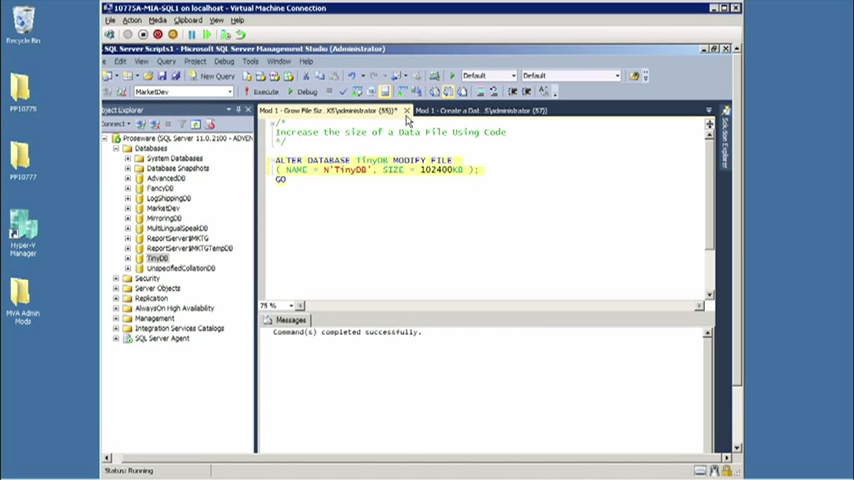 10775A-MIA-SQL1 on localhost - Virtual Machine Connection
File Action Media Clipboard View Help
SQL Server Scripts1 - Microsoft SQL Server Management Studio (Administrator)
Edit View Query Project Debug Tools Window Help
New Query
Default
Default
MarketDev
Execute
Debug
Object Explorer
Mod 1 - Grow File Siz...KS\administrator (55))*
Mod 1 - Create a Dat...S\administrator (57))
Connect
Proseware (SQL Server 11.0.2100 - ADVEN
Databases
System Databases
Database Snapshots
AdvancedDB
FancyDB
LogShippingDB
MarketDev
MirroringDB
MultiLingualSpeakDB
ReportServer$MKTG
ReportServer$MKTGTempDB
TinyDB
UnspecifiedCollationDB
Security
Server Objects
Replication
AlwaysOn High Availability
Management
Integration Services Catalogs
SQL Server Agent
/*
Increase the size of a Data File Using Code
*/
ALTER DATABASE TinyDB MODIFY FILE
( NAME = N'TinyDB', SIZE = 102400KB );
GO
75 %
Messages
Command(s) completed successfully.
Solution Explorer
Status: Running
Recycle Bin
PP10775
PP10777
Hyper-V
Manager
MVA Admin
Mods